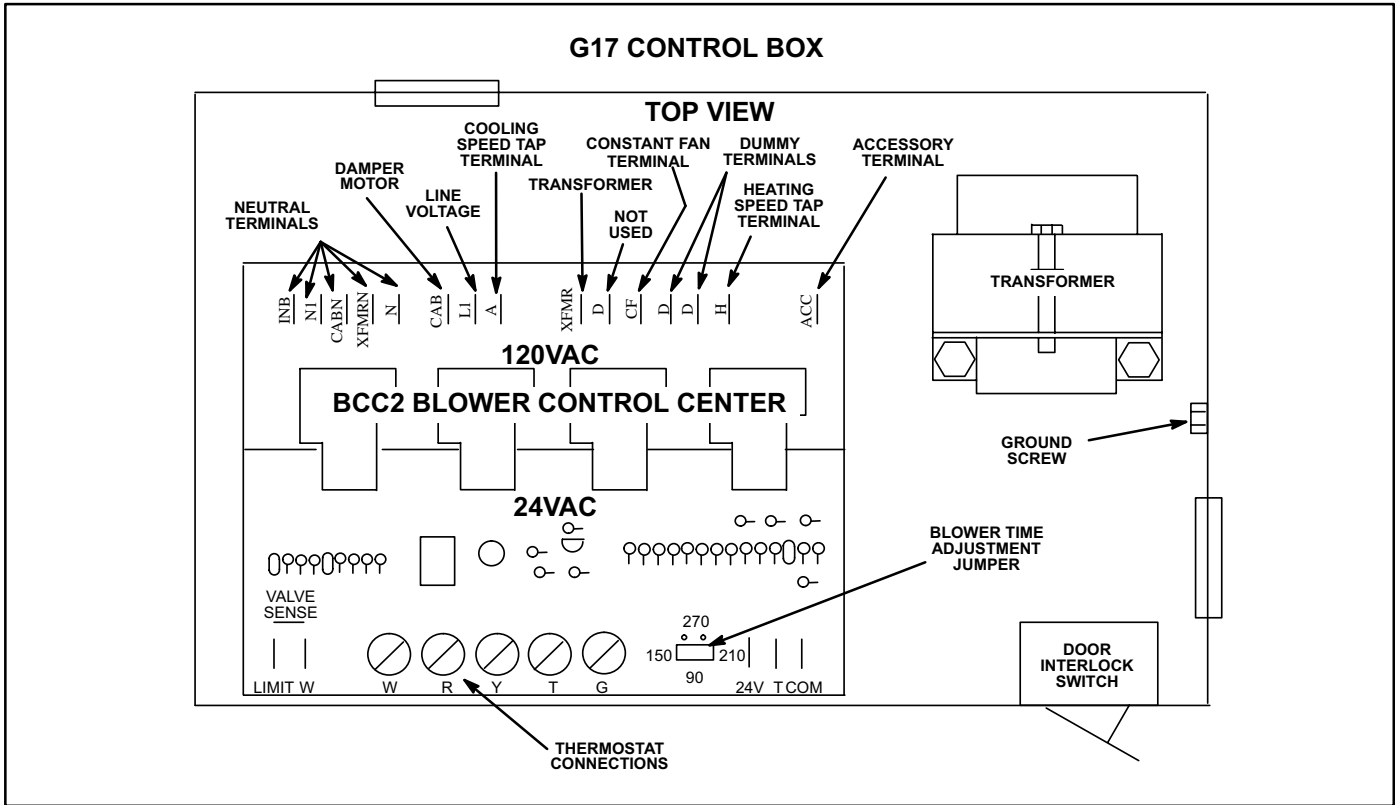 G17 CONTROL BOX
TOP VIEW
COOLING
SPEED TAP
TERMINAL
CONSTANT FAN
TERMINAL
DUMMY
TERMINALS
ACCESSORY
TERMINAL
DAMPER
MOTOR
LINE
VOLTAGE
TRANSFORMER
NOT
USED
HEATING
SPEED TAP
TERMINAL
NEUTRAL
TERMINALS
INB
N1
CABN
XFMRN
N
CAB
L1
A
XFMR
D
CF
D
D
H
ACC
TRANSFORMER
120VAC
BCC2 BLOWER CONTROL CENTER
24VAC
GROUND
SCREW
BLOWER TIME
ADJUSTMENT
JUMPER
VALVE
SENSE
270
150
210
90
LIMIT W
W
R
Y
T
G
24V
T
COM
DOOR
INTERLOCK
SWITCH
THERMOSTAT
CONNECTIONS